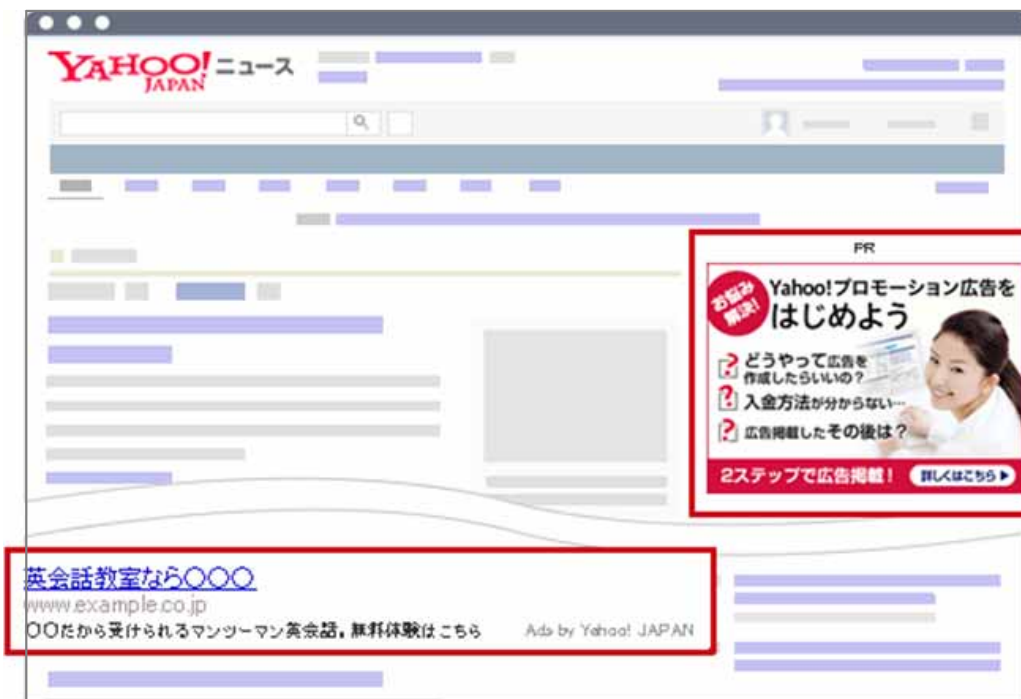 YAHOO! ニュース
JAPAN
PR
お悩み
解決!
Yahoo!プロモーション広告を
はじめよう
? どうやって広告を
作成したらいいの？
? 入金方法が分からない…
? 広告掲載したその後は？
2ステップで広告掲載！ 詳しくはこちら▶
英会話教室なら〇〇〇
www.example.co.jp
〇〇だから受けられるマンツーマン英会話。無料体験はこちら Ads by Yahoo! JAPAN